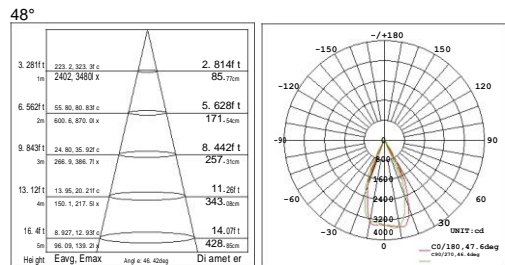 48°
3. 281ft 223. 2, 323. 3fc 2. 814ft
1m 2402, 3480lx 85.77cm
6. 562ft 55. 80, 80. 83fc 5. 628ft
2m 600. 6, 870. 0lx 171.54cm
9. 843ft 24. 80, 35. 92fc 8. 442ft
3m 266. 9, 386. 7lx 257.31cm
13. 12ft 13. 95, 20. 21fc 11.26ft
4m 150. 1, 217. 5lx 343.08cm
16. 4ft 8. 927, 12. 93fc 14.07ft
5m 96. 09, 139. 2lx 428.85cm
Height Eavg, Emax Angle: 46. 42deg Diameter
-/+180
-150 150
-120 120
-90 0 90
800
1600
-60 60
2400
3200
-30 4000 30
0
UNIT:cd
C0/180,47.6deg
C90/270,46.6deg